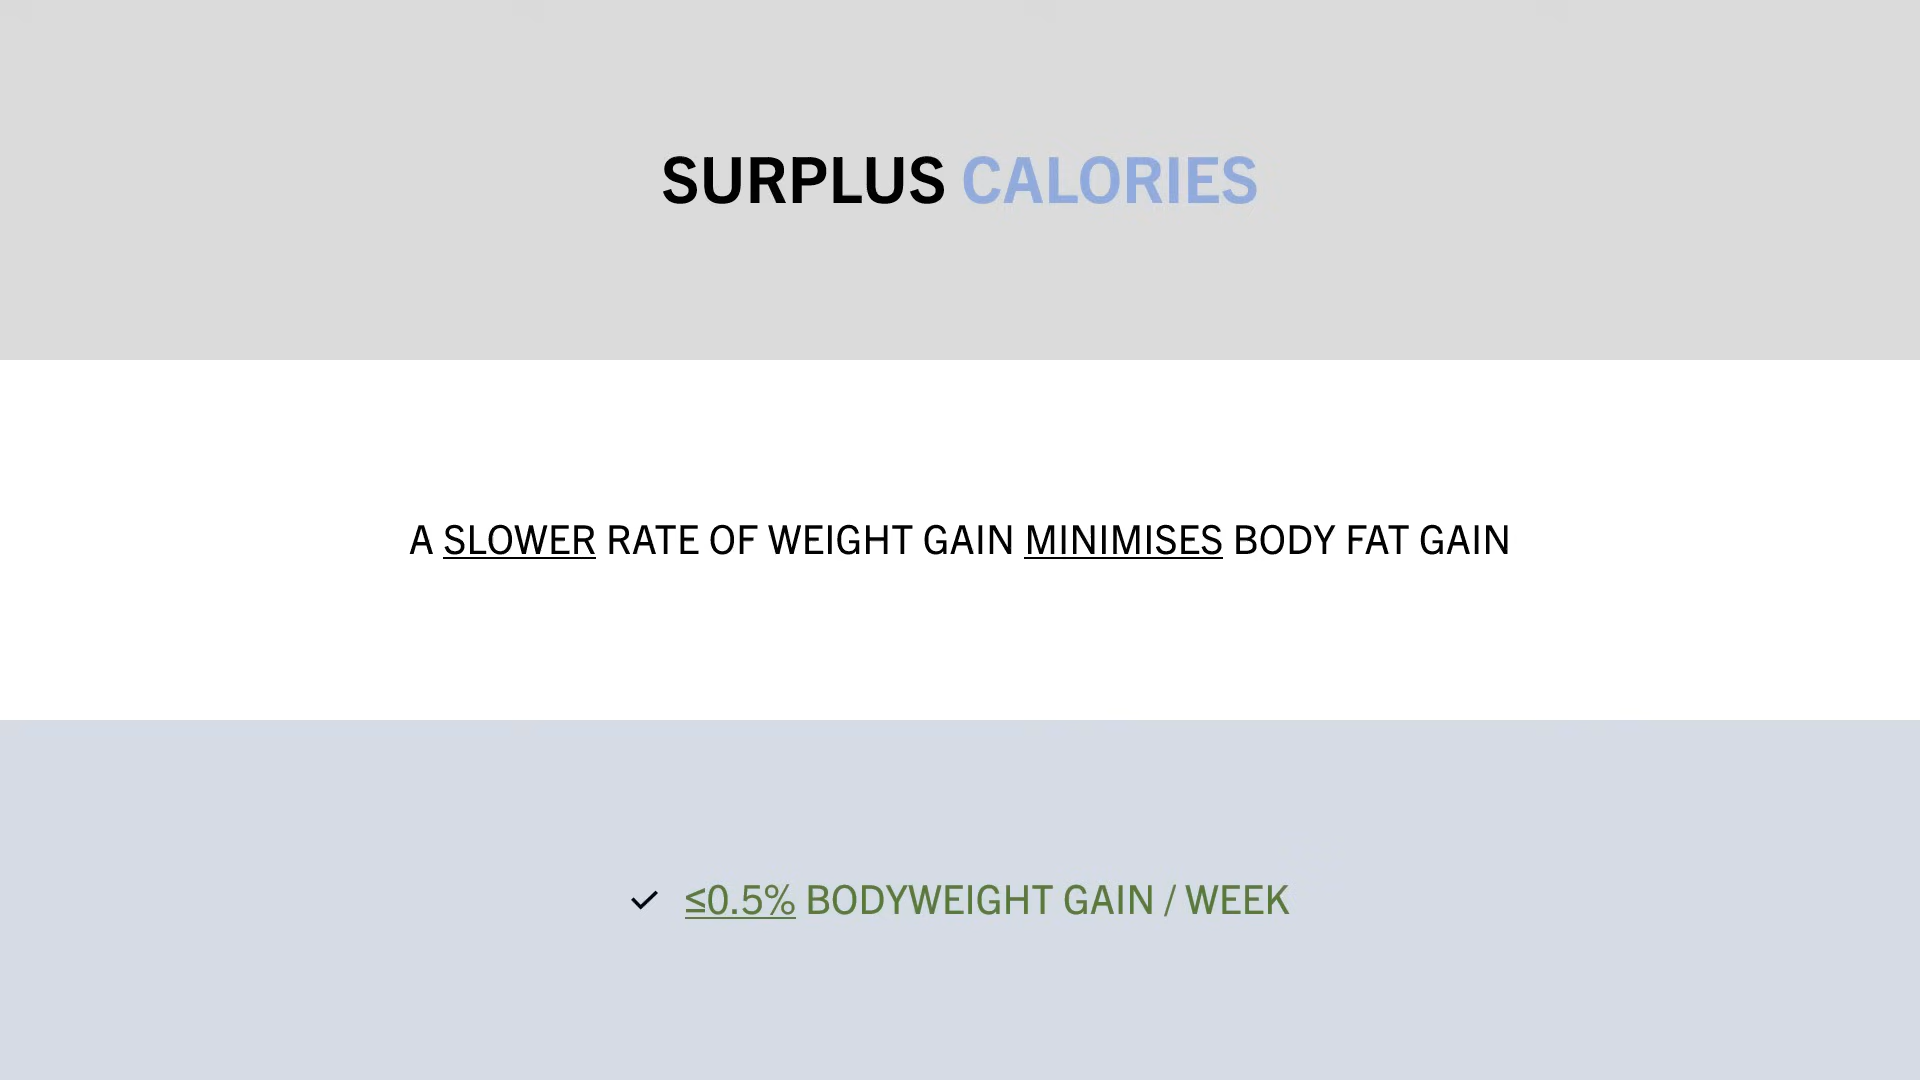 SURPLUS CALORIES
A SLOWER RATE OF WEIGHT GAIN MINIMISES BODY FAT GAIN
✓ ≤0.5% BODYWEIGHT GAIN / WEEK